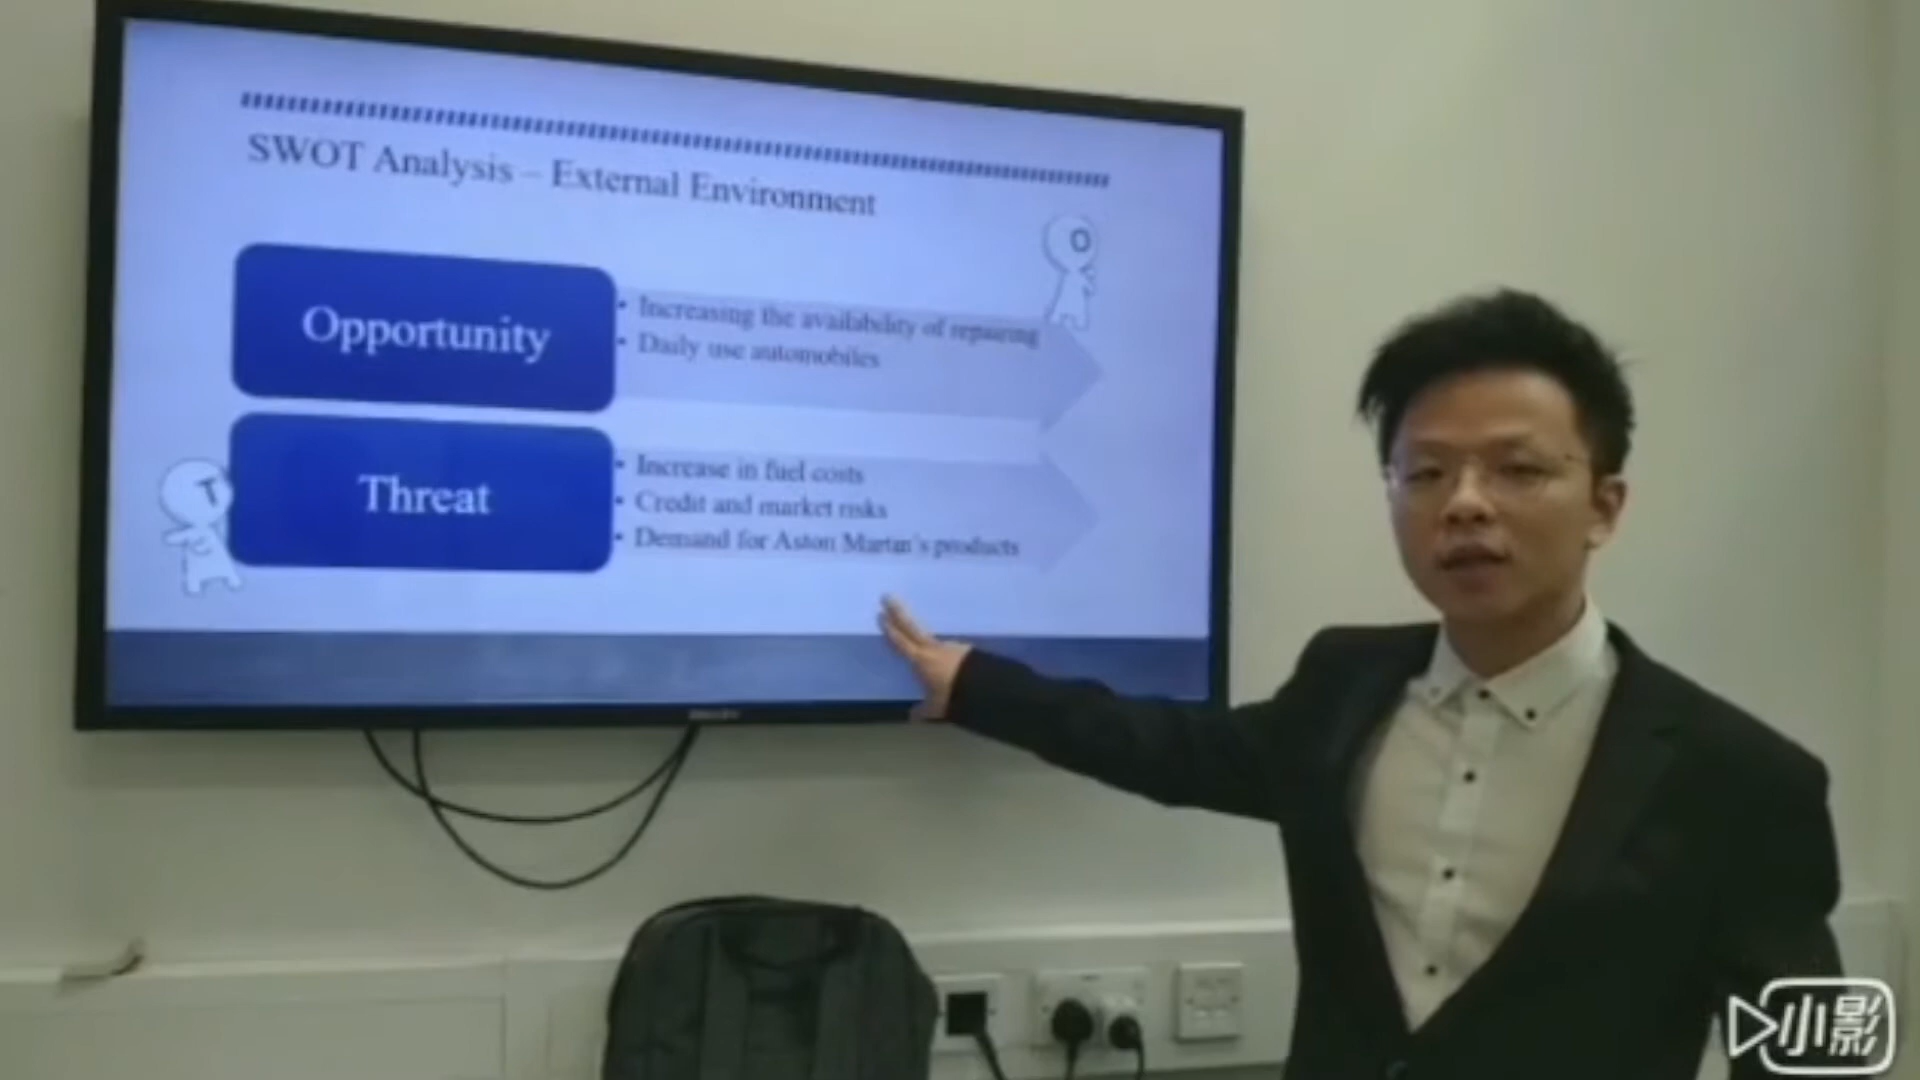 SWOT Analysis – External Environment
O
Opportunity
• Increasing the availability of repairing
• Daily use automobiles
T
Threat
• Increase in fuel costs
• Credit and market risks
• Demand for Aston Martin's products
小影